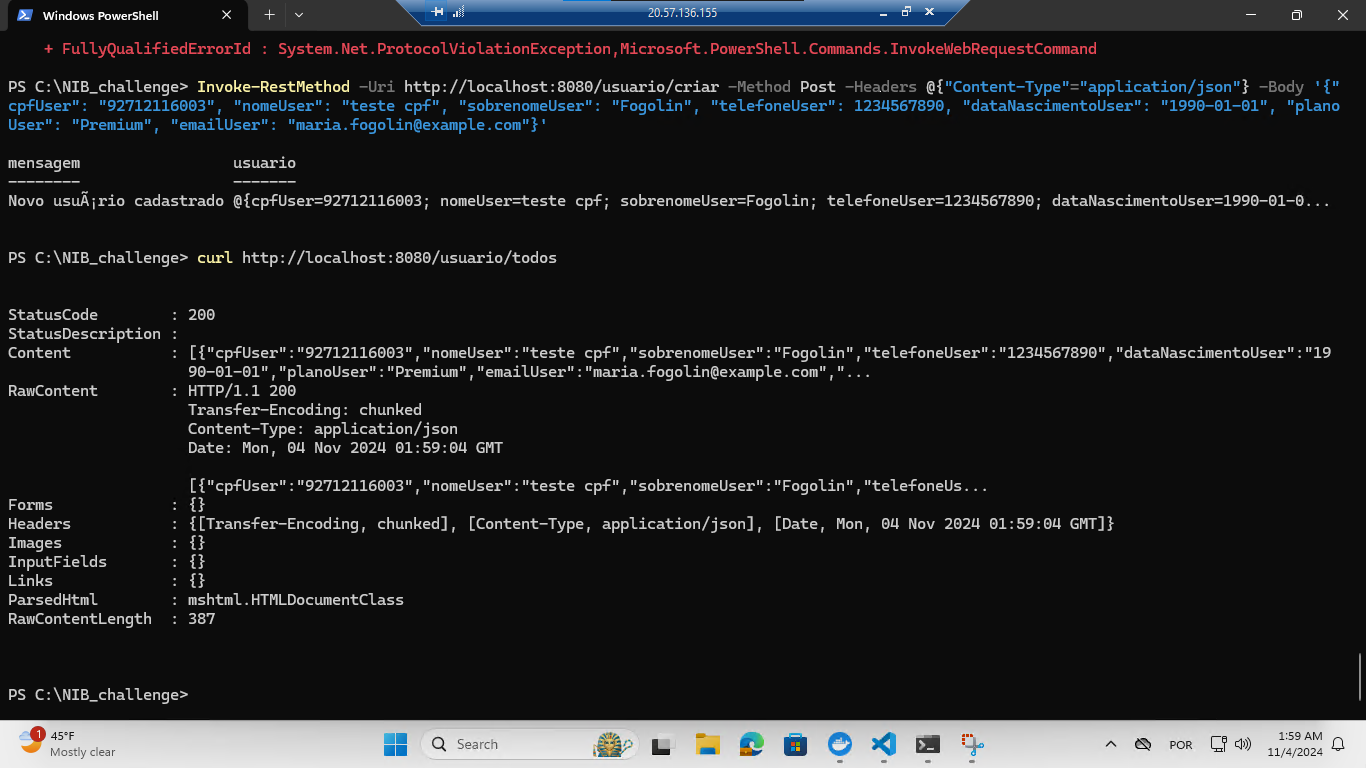 Windows PowerShell
20.57.136.155
+ FullyQualifiedErrorId : System.Net.ProtocolViolationException,Microsoft.PowerShell.Commands.InvokeWebRequestCommand
PS C:\NIB_challenge> Invoke-RestMethod -Uri http://localhost:8080/usuario/criar -Method Post -Headers @{"Content-Type"="application/json"} -Body '{"
cpfUser": "92712116003", "nomeUser": "teste cpf", "sobrenomeUser": "Fogolin", "telefoneUser": 1234567890, "dataNascimentoUser": "1990-01-01", "plano
User": "Premium", "emailUser": "maria.fogolin@example.com"}'
mensagem usuario
-------- -------
Novo usuÃ¡rio cadastrado @{cpfUser=92712116003; nomeUser=teste cpf; sobrenomeUser=Fogolin; telefoneUser=1234567890; dataNascimentoUser=1990-01-0...
PS C:\NIB_challenge> curl http://localhost:8080/usuario/todos
StatusCode : 200
StatusDescription :
Content : [{"cpfUser":"92712116003","nomeUser":"teste cpf","sobrenomeUser":"Fogolin","telefoneUser":"1234567890","dataNascimentoUser":"19
90-01-01","planoUser":"Premium","emailUser":"maria.fogolin@example.com","...
RawContent : HTTP/1.1 200
Transfer-Encoding: chunked
Content-Type: application/json
Date: Mon, 04 Nov 2024 01:59:04 GMT
[{"cpfUser":"92712116003","nomeUser":"teste cpf","sobrenomeUser":"Fogolin","telefoneUs...
Forms : {}
Headers : {[Transfer-Encoding, chunked], [Content-Type, application/json], [Date, Mon, 04 Nov 2024 01:59:04 GMT]}
Images : {}
InputFields : {}
Links : {}
ParsedHtml : mshtml.HTMLDocumentClass
RawContentLength : 387
PS C:\NIB_challenge>
1
45°F
Mostly clear
Search
POR
1:59 AM
11/4/2024